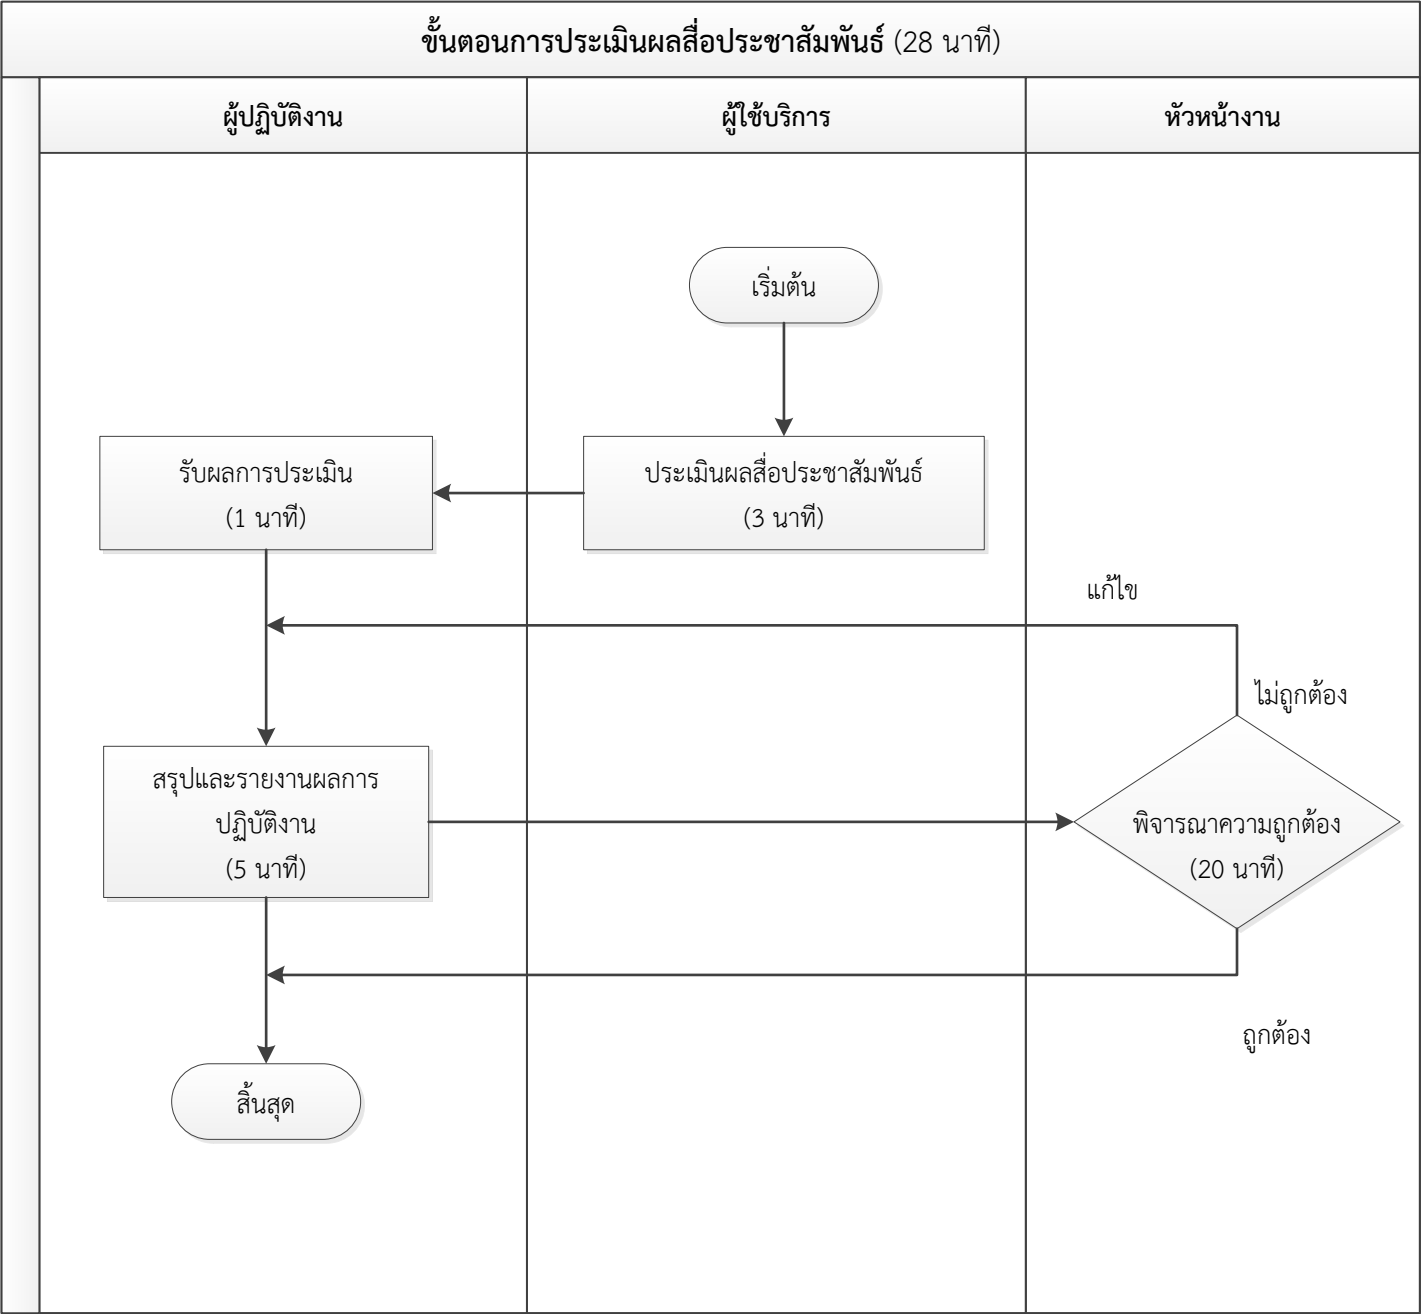 ขั้นตอนการประเมินผลสื่อประชาสัมพันธ์ (28 นาที)
ผู้ปฏิบัติงาน
ผู้ใช้บริการ
หัวหน้างาน
เริ่มต้น
รับผลการประเมิน
(1 นาที)
ประเมินผลสื่อประชาสัมพันธ์
(3 นาที)
แก้ไข
ไม่ถูกต้อง
สรุปและรายงานผลการ
ปฏิบัติงาน
(5 นาที)
พิจารณาความถูกต้อง
(20 นาที)
ถูกต้อง
สิ้นสุด